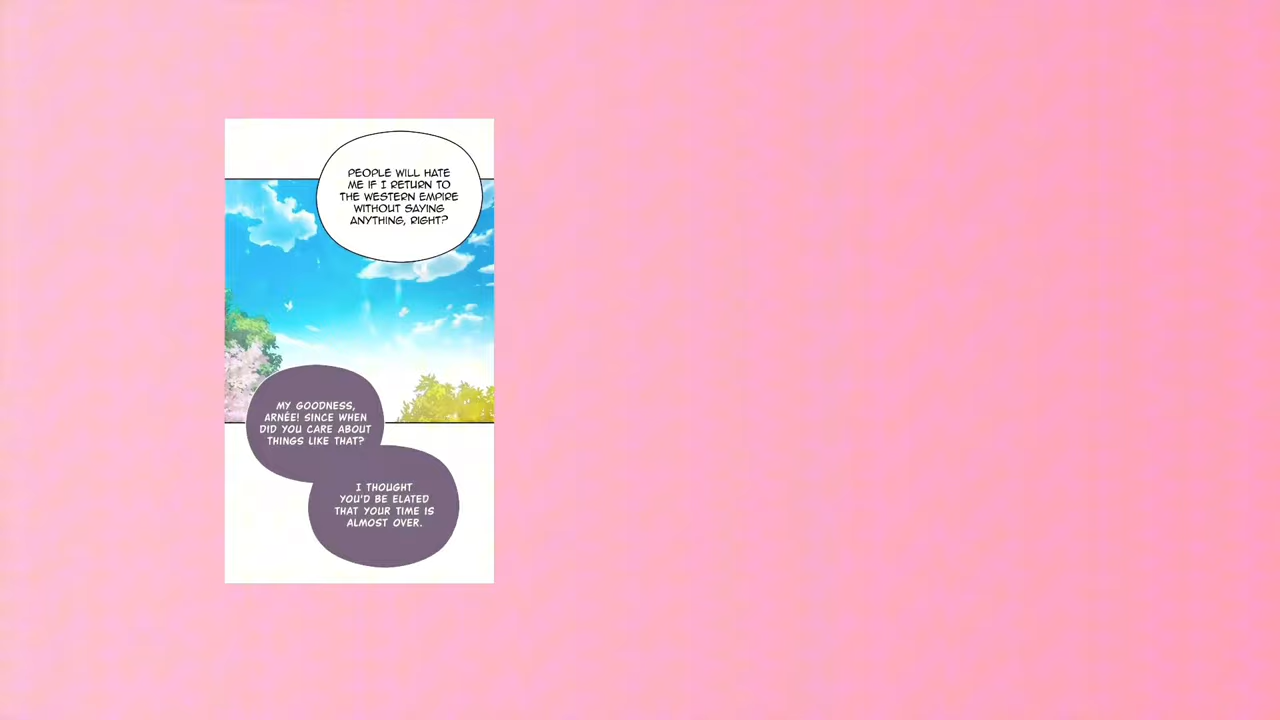 PEOPLE WILL HATE
ME IF I RETURN TO
THE WESTERN EMPIRE
WITHOUT SAYING
ANYTHING, RIGHT?
MY GOODNESS,
ARNÉE! SINCE WHEN
DID YOU CARE ABOUT
THINGS LIKE THAT?
I THOUGHT
YOU'D BE ELATED
THAT YOUR TIME IS
ALMOST OVER.